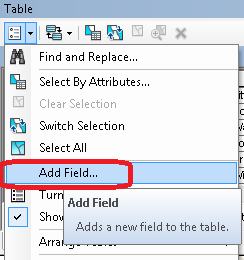 Table
Find and Replace...
Select By Attributes...
Clear Selection
Switch Selection
Select All
Add Field...
Turn
Add Field
Show
Adds a new field to the table.
Arrange Tables